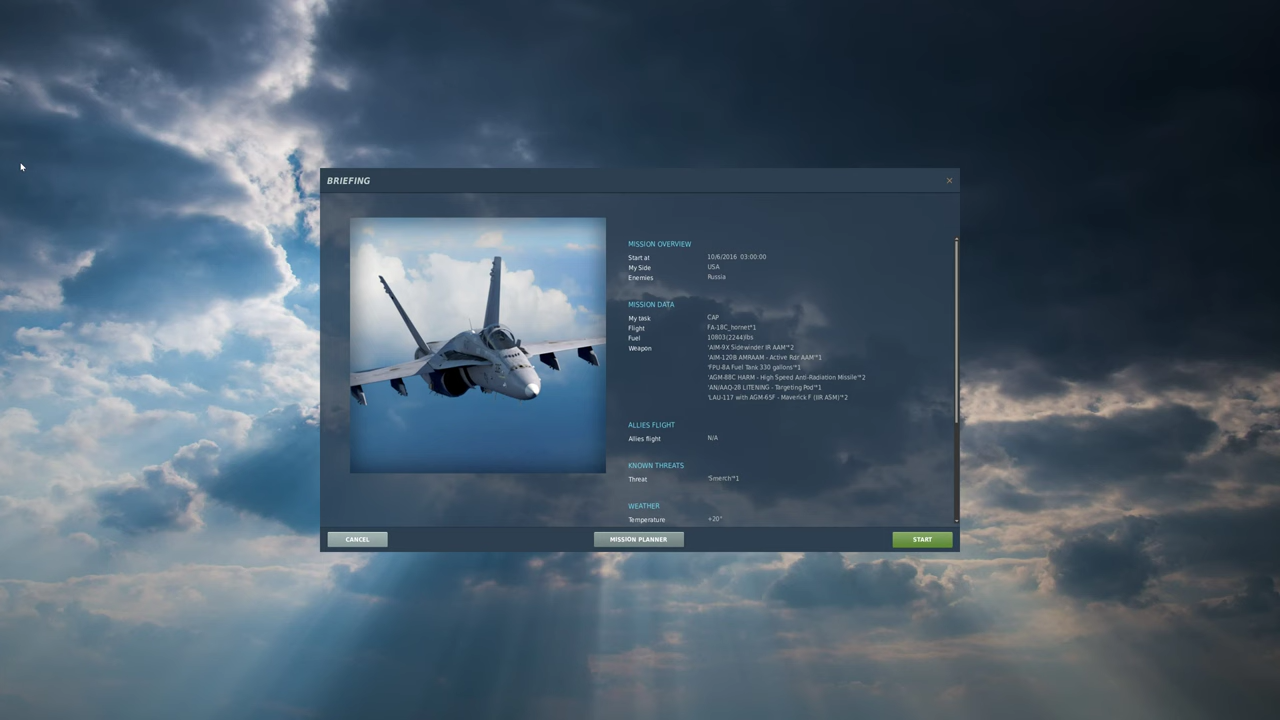 BRIEFING
MISSION OVERVIEW
Start at 10/6/2016 03:00:00
My Side USA
Enemies Russia
MISSION DATA
My task CAP
Flight FA-18C_hornet*1
Fuel 10803(2244)lbs
Weapon 'AIM-9X Sidewinder IR AAM'*2
'AIM-120B AMRAAM - Active Rdr AAM'*1
'FPU-8A Fuel Tank 330 gallons'*1
'AGM-88C HARM - High Speed Anti-Radiation Missile'*2
'AN/AAQ-28 LITENING - Targeting Pod'*1
'LAU-117 with AGM-65F - Maverick F (IIR ASM)'*2
ALLIES FLIGHT
Allies flight N/A
KNOWN THREATS
Threat 'Smerch'*1
WEATHER
Temperature +20°
CANCEL MISSION PLANNER START